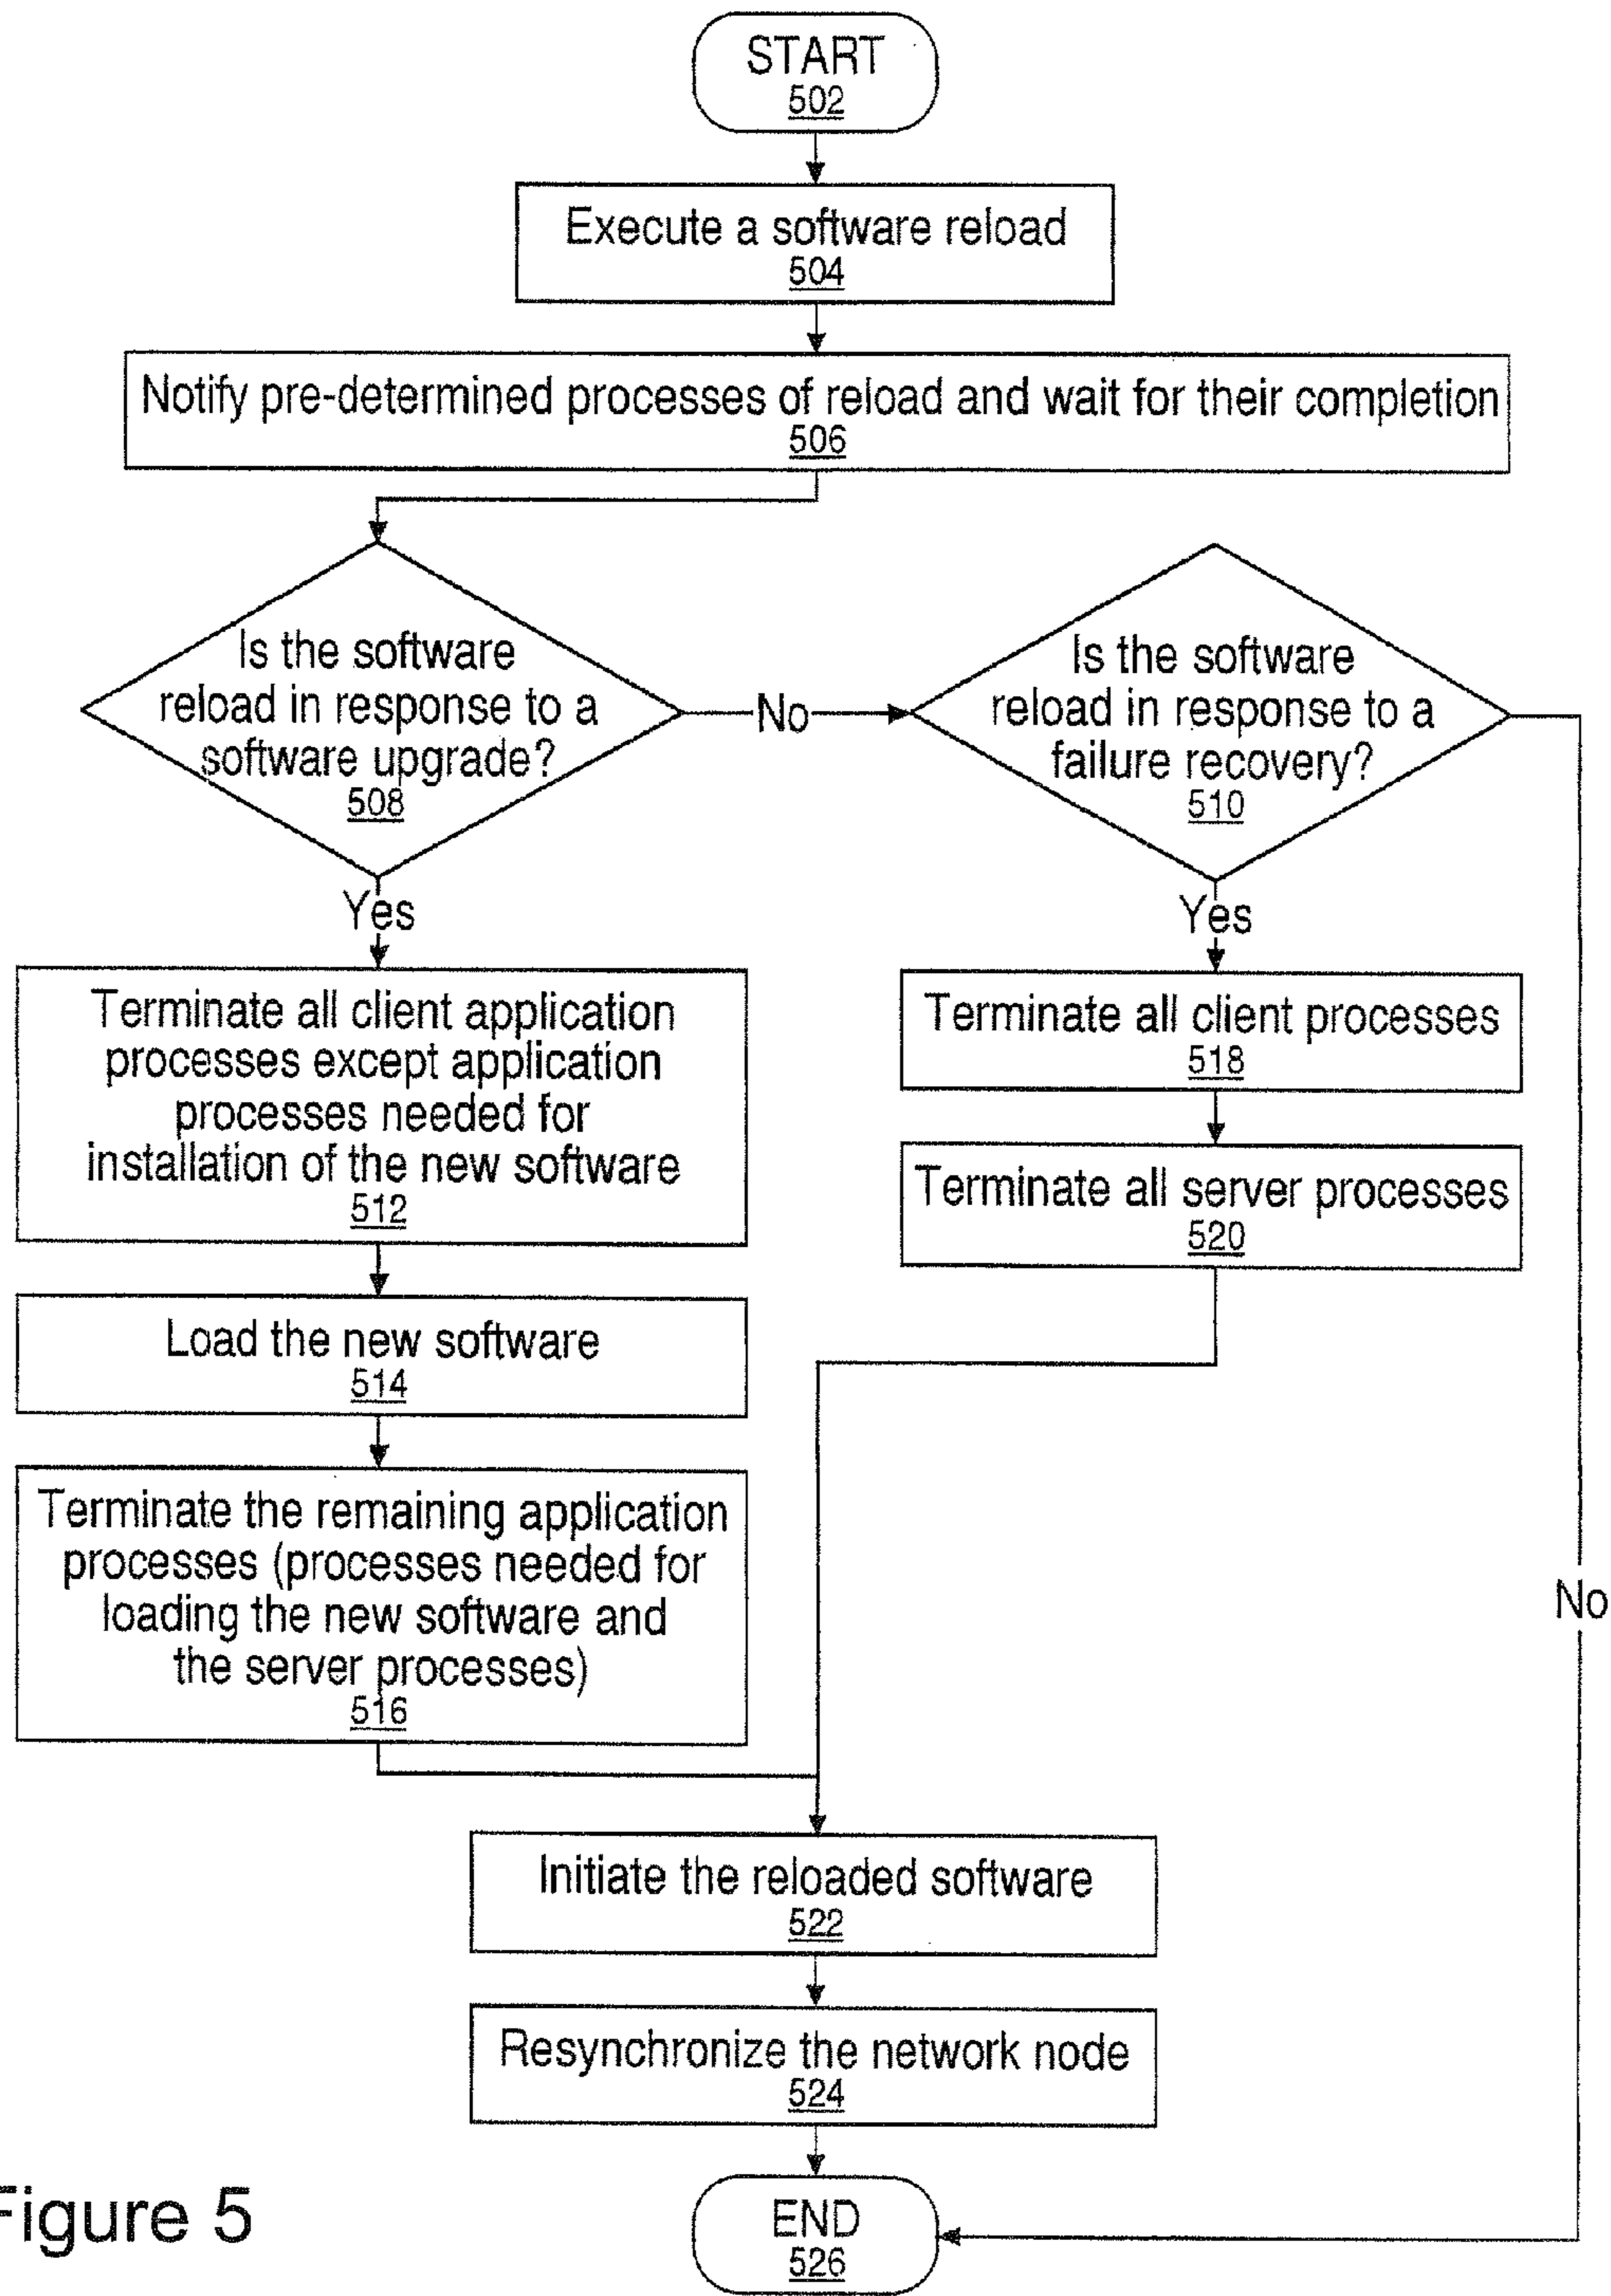 START
502
Execute a software reload
504
Notify pre-determined processes of reload and wait for their completion
506
Is the software
reload in response to a
software upgrade?
508
No
Is the software
reload in response to a
failure recovery?
510
Yes
Yes
Terminate all client application
processes except application
processes needed for
installation of the new software
512
Terminate all client processes
518
Terminate all server processes
520
Load the new software
514
Terminate the remaining application
processes (processes needed for
loading the new software and
the server processes)
516
No
Initiate the reloaded software
522
Resynchronize the network node
524
END
526
Figure 5